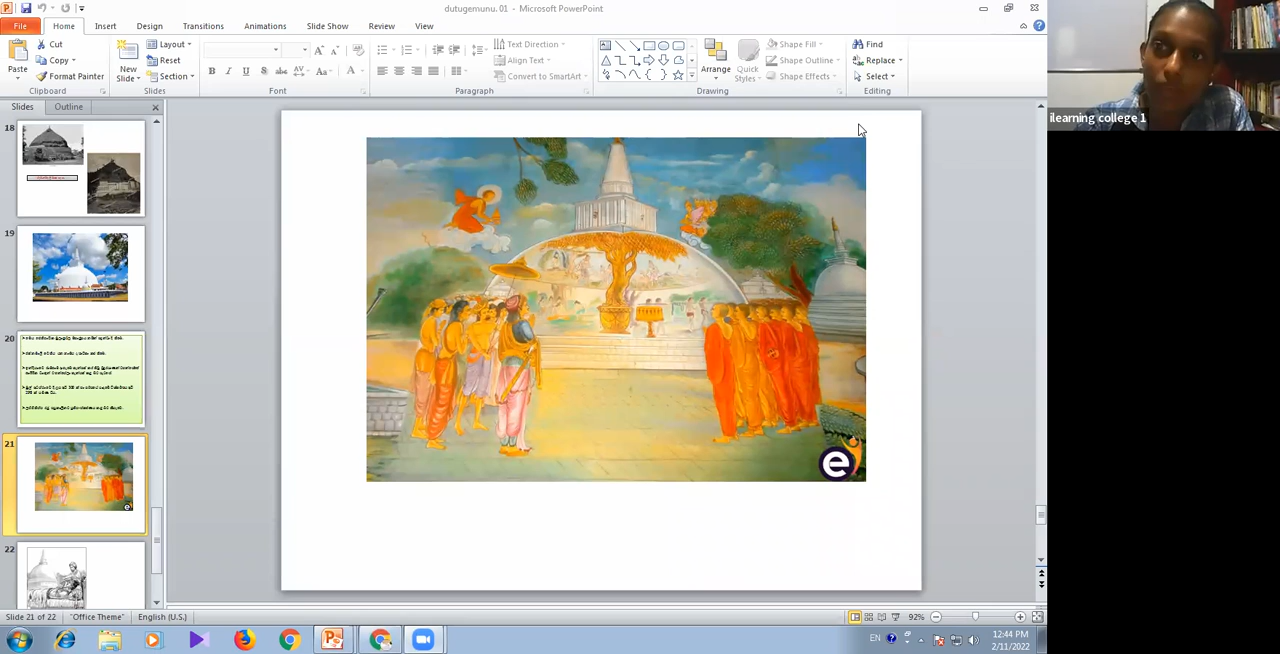 dutugemunu. 01 - Microsoft PowerPoint
File Home Insert Design Transitions Animations Slide Show Review View
Paste
Cut
Copy
Format Painter
Clipboard
New Slide
Layout
Reset
Section
Slides
B I U S abc AV Aa A
Font
Text Direction
Align Text
Convert to SmartArt
Paragraph
Arrange
Quick Styles
Shape Fill
Shape Outline
Shape Effects
Drawing
Find
Replace
Select
Editing
Slides Outline
18
19
20
21
22
e
e
ilearning college 1
Slide 21 of 22 "Office Theme" English (U.S.) 92%
EN 12:44 PM
2/11/2022